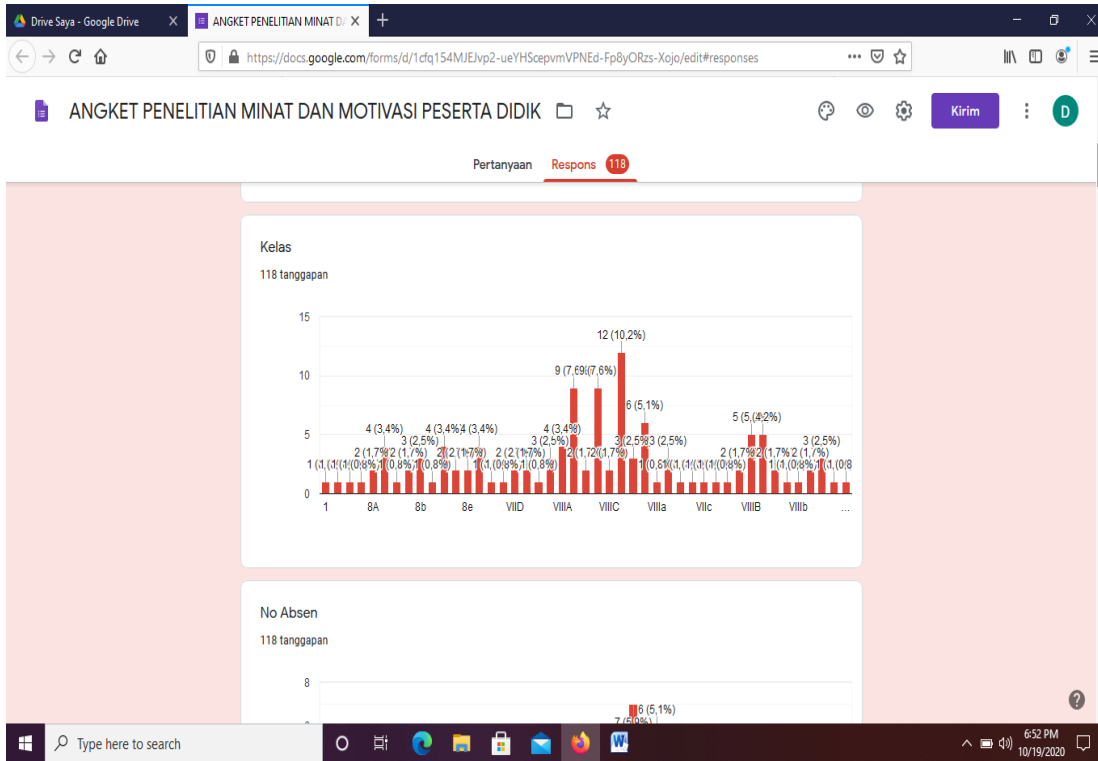 Drive Saya - Google Drive
ANGKET PENELITIAN MINAT DA
https://docs.google.com/forms/d/1cfq154MJEJvp2-ueYHScepvmVPNEd-Fp8yORzs-Xojo/edit#responses
ANGKET PENELITIAN MINAT DAN MOTIVASI PESERTA DIDIK
Kirim
D
Pertanyaan Respons 118
Kelas
118 tanggapan
15
12 (10,2%)
10
9 (7,6%)
6 (5,1%)
5 (5, (4,2%)
4 (3,4%) 4 (3,4%) 4 (3,4%) 4 (3,4%)
5
3 (2,5%) 3 (2,5%) 3 (2,5%) 3 (2,5%) 3 (2,5%)
0
1 8A 8b 8e VIID VIIIA VIIIC VIIIa VIIc VIIIB VIIIb ...
No Absen
118 tanggapan
8
6 (5,1%)
Type here to search
6:52 PM
10/19/2020